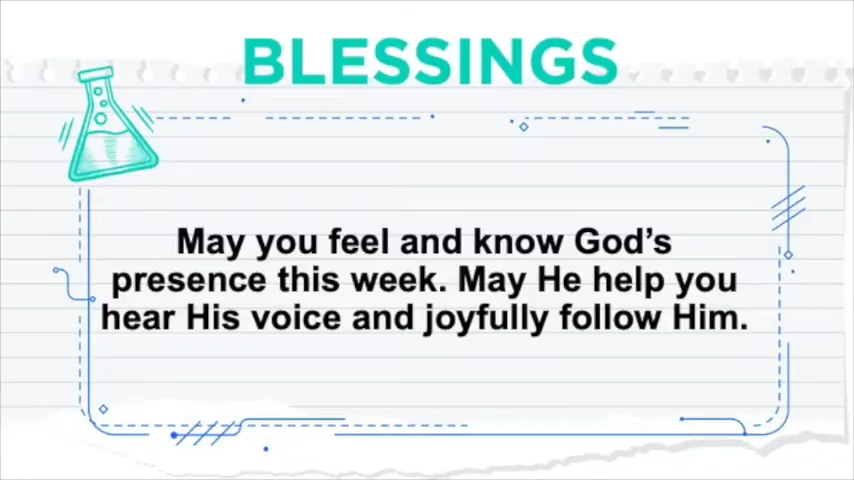 BLESSINGS
May you feel and know God’s
presence this week. May He help you
hear His voice and joyfully follow Him.